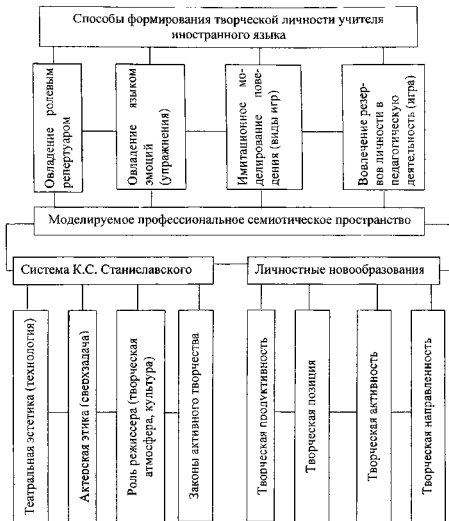 Способы формирования творческой личности учителя
иностранного языка
Овладение ролевым
репертуаром
Овладение языком
эмоций
(упражнения)
Имитационное мо-
делирование пове-
дения (виды игр)
Вовлечение резер-
вов личности в
педагогическую
деятельность (игра)
Моделируемое профессиональное семиотическое пространство
Система К.С. Станиславского
Личностные новообразования
Театральная эстетика (технология)
Актерская этика (сверхзадача)
Роль режиссера (творческая
атмосфера, культура)
Законы активного творчества
Творческая продуктивность
Творческая позиция
Творческая активность
Творческая направленность